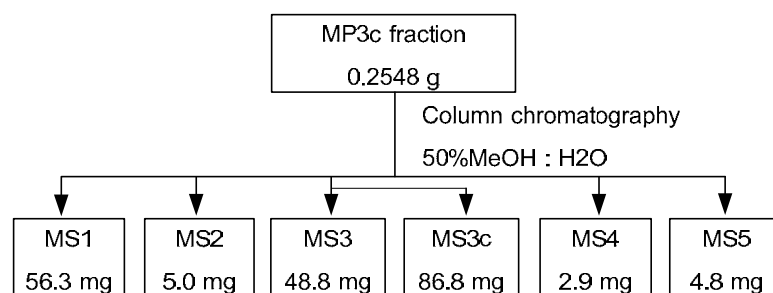 MP3c fraction
0.2548 g
Column chromatography
50%MeOH : H2O
MS1
56.3 mg
MS2
5.0 mg
MS3
48.8 mg
MS3c
86.8 mg
MS4
2.9 mg
MS5
4.8 mg